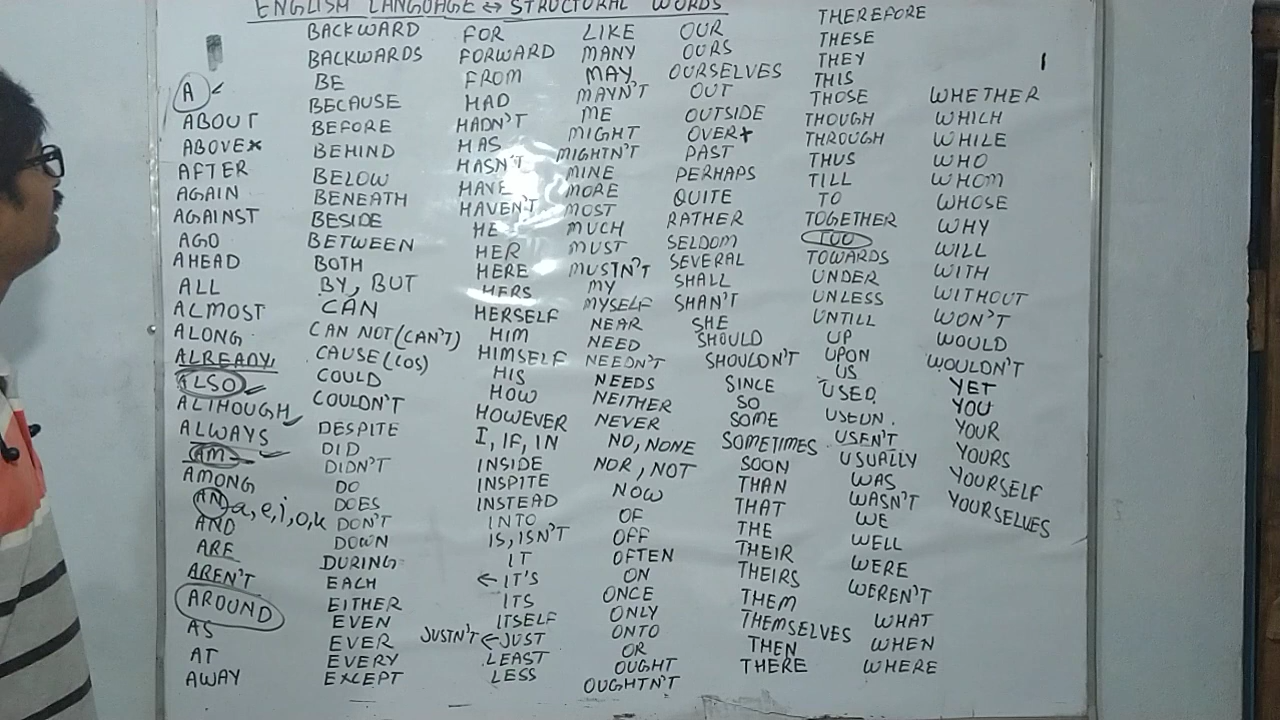 ENGLISH LANGUAGE ↔ STRUCTURAL WORDS
A
ABOUT
ABOVE
AFTER
AGAIN
AGAINST
AGO
AHEAD
ALL
ALMOST
ALONG
ALREADY
ALSO
ALTHOUGH
ALWAYS
AM
AMONG
AN a, e, i, o, u
AND
ARE
AREN'T
AROUND
AS
AT
AWAY
BACKWARD
BACKWARDS
BE
BECAUSE
BEFORE
BEHIND
BELOW
BENEATH
BESIDE
BETWEEN
BOTH
BY, BUT
CAN
CAN NOT (CAN'T)
CAUSE (COS)
COULD
COULDN'T
DESPITE
DID
DIDN'T
DO
DOES
DON'T
DOWN
DURING
EACH
EITHER
EVEN
EVER
EVERY
EXCEPT
FOR
FORWARD
FROM
HAD
HADN'T
HAS
HASN'T
HAVE
HAVEN'T
HE
HER
HERE
HERS
HERSELF
HIM
HIMSELF
HIS
HOW
HOWEVER
I, IF, IN
INSIDE
INSPITE
INSTEAD
INTO
IS, ISN'T
IT
← IT'S
ITS
ITSELF
JUSTN'T ← JUST
LEAST
LESS
LIKE
MANY
MAY
MAYN'T
ME
MIGHT
MIGHTN'T
MINE
MORE
MOST
MUCH
MUST
MUSTN'T
MY
MYSELF
NEAR
NEED
NEEDN'T
NEEDS
NEITHER
NEVER
NO, NONE
NOR, NOT
NOW
OF
OFF
OFTEN
ON
ONCE
ONLY
ONTO
OR
OUGHT
OUGHTN'T
OUR
OURS
OURSELVES
OUT
OUTSIDE
OVER
PAST
PERHAPS
QUITE
RATHER
SELDOM
SEVERAL
SHALL
SHAN'T
SHE
SHOULD
SHOULDN'T
SINCE
SO
SOME
SOMETIMES
SOON
THAN
THAT
THE
THEIR
THEIRS
THEM
THEMSELVES
THEN
THERE
THEREFORE
THESE
THEY
THIS
THOSE
THOUGH
THROUGH
THUS
TILL
TO
TOGETHER
TOO
TOWARDS
UNDER
UNLESS
UNTILL
UP
UPON
US
USED
USEN'T
USUALLY
WAS
WASN'T
WE
WELL
WERE
WEREN'T
WHAT
WHEN
WHERE
WHETHER
WHICH
WHILE
WHO
WHOM
WHOSE
WHY
WILL
WITH
WITHOUT
WON'T
WOULD
WOULDN'T
YET
YOU
YOUR
YOURS
YOURSELF
YOURSELVES